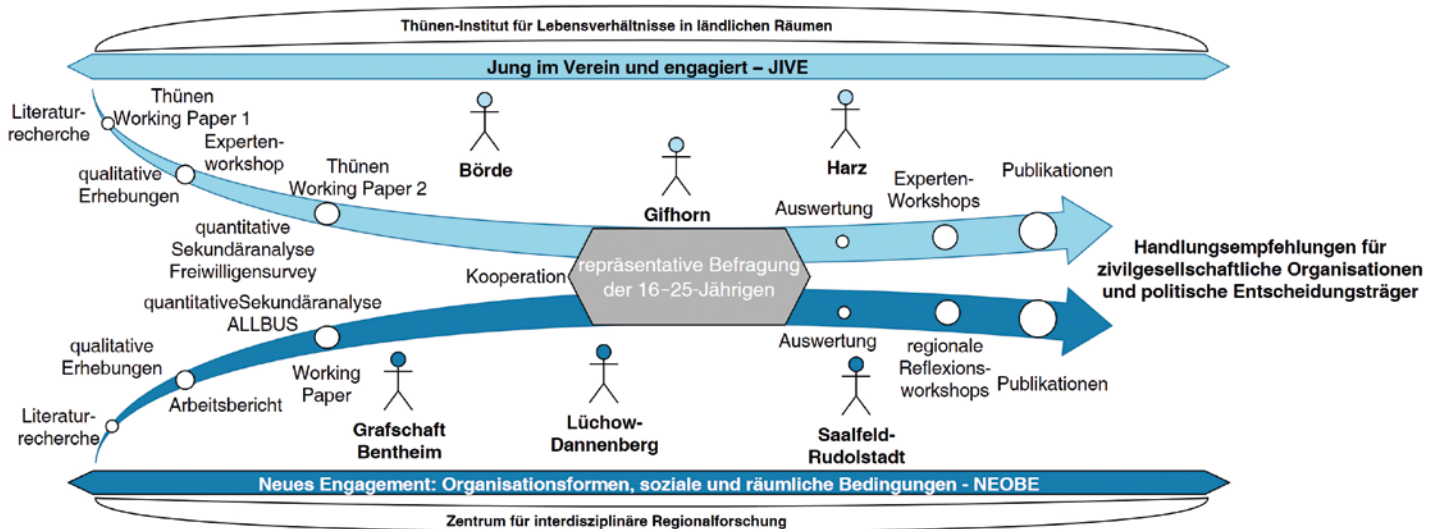 Thünen-Institut für Lebensverhältnisse in ländlichen Räumen
Jung im Verein und engagiert – JIVE
Literatur-
recherche
Thünen
Working Paper 1
qualitative
Erhebungen
Experten-
workshop
Thünen
Working Paper 2
quantitative
Sekundäranalyse
Freiwilligensurvey
Börde
Gifhorn
Harz
Auswertung
Experten-
Workshops
Publikationen
Kooperation
repräsentative Befragung
der 16–25-Jährigen
Handlungsempfehlungen für
zivilgesellschaftliche Organisationen
und politische Entscheidungsträger
Literatur-
recherche
qualitative
Erhebungen
Arbeitsbericht
quantitativeSekundäranalyse
ALLBUS
Working
Paper
Grafschaft
Bentheim
Lüchow-
Dannenberg
Saalfeld-
Rudolstadt
Auswertung
regionale
Reflexions-
workshops
Publikationen
Neues Engagement: Organisationsformen, soziale und räumliche Bedingungen - NEOBE
Zentrum für interdisziplinäre Regionalforschung